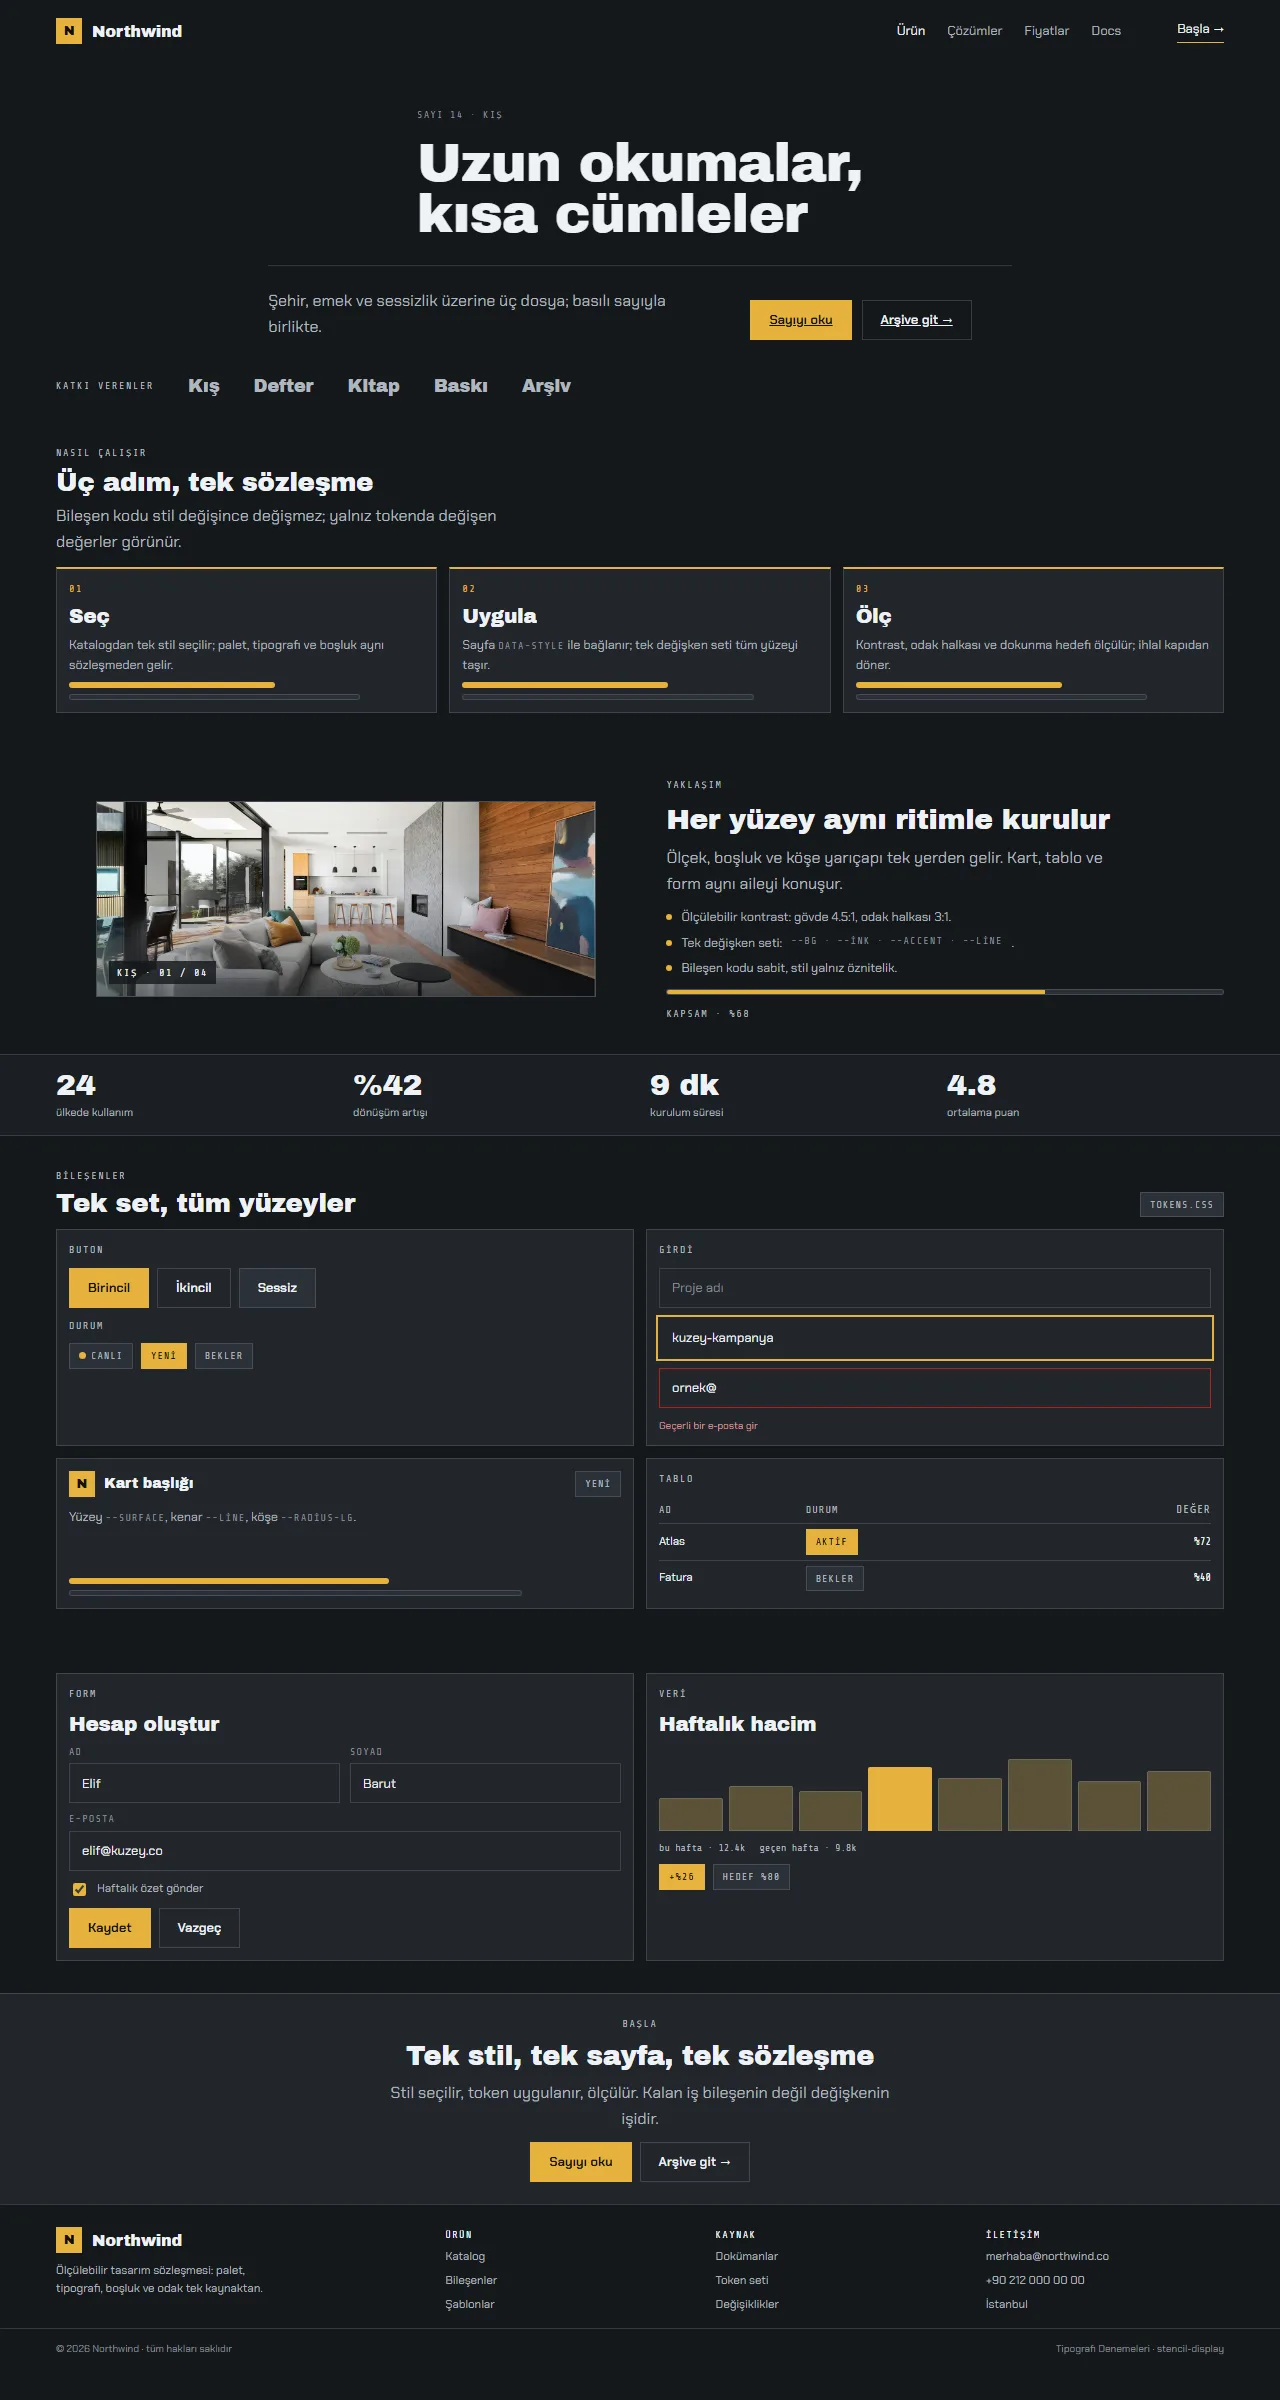 N Northwind
Ürün Çözümler Fiyatlar Docs Başla →
SAYI 14 · KIŞ
Uzun okumalar,
kısa cümleler
Şehir, emek ve sessizlik üzerine üç dosya; basılı sayıyla
birlikte.
Sayıyı oku Arşive git →
KATKI VERENLER Kış Defter Kitap Baskı Arşiv
NASIL ÇALIŞIR
Üç adım, tek sözleşme
Bileşen kodu stil değişince değişmez; yalnız tokenda değişen
değerler görünür.
01
Seç
Katalogdan tek stil seçilir; palet, tipografi ve boşluk aynı
sözleşmeden gelir.
02
Uygula
Sayfa DATA-STYLE ile bağlanır; tek değişken seti tüm yüzeyi
taşır.
03
Ölç
Kontrast, odak halkası ve dokunma hedefi ölçülür; ihlal kapıdan
döner.
KIŞ · 01 / 04
YAKLAŞIM
Her yüzey aynı ritimle kurulur
Ölçek, boşluk ve köşe yarıçapı tek yerden gelir. Kart, tablo ve
form aynı aileyi konuşur.
Ölçülebilir kontrast: gövde 4.5:1, odak halkası 3:1.
Tek değişken seti: --BG · --İNK · --ACCENT · --LİNE .
Bileşen kodu sabit, stil yalnız öznitelik.
KAPSAM · %68
24
ülkede kullanım
%42
dönüşüm artışı
9 dk
kurulum süresi
4.8
ortalama puan
BİLEŞENLER
Tek set, tüm yüzeyler
TOKENS.CSS
BUTON
Birincil İkincil Sessiz
DURUM
CANLI YENİ BEKLER
GİRDİ
Proje adı
kuzey-kampanya
ornek@
Geçerli bir e-posta gir
N Kart başlığı YENİ
Yüzey --SURFACE, kenar --LİNE, köşe --RADİUS-LG.
TABLO
AD DURUM DEĞER
Atlas AKTİF %72
Fatura BEKLER %40
FORM
Hesap oluştur
AD SOYAD
Elif Barut
E-POSTA
elif@kuzey.co
Haftalık özet gönder
Kaydet Vazgeç
VERİ
Haftalık hacim
bu hafta · 12.4k geçen hafta · 9.8k
+%26 HEDEF %80
BAŞLA
Tek stil, tek sayfa, tek sözleşme
Stil seçilir, token uygulanır, ölçülür. Kalan iş bileşenin değil değişkenin
işidir.
Sayıyı oku Arşive git →
N Northwind
Ölçülebilir tasarım sözleşmesi: palet,
tipografi, boşluk ve odak tek kaynaktan.
ÜRÜN
Katalog
Bileşenler
Şablonlar
KAYNAK
Dokümanlar
Token seti
Değişiklikler
İLETİŞİM
merhaba@northwind.co
+90 212 000 00 00
İstanbul
© 2026 Northwind · tüm hakları saklıdır
Tipografi Denemeleri · stencil-display